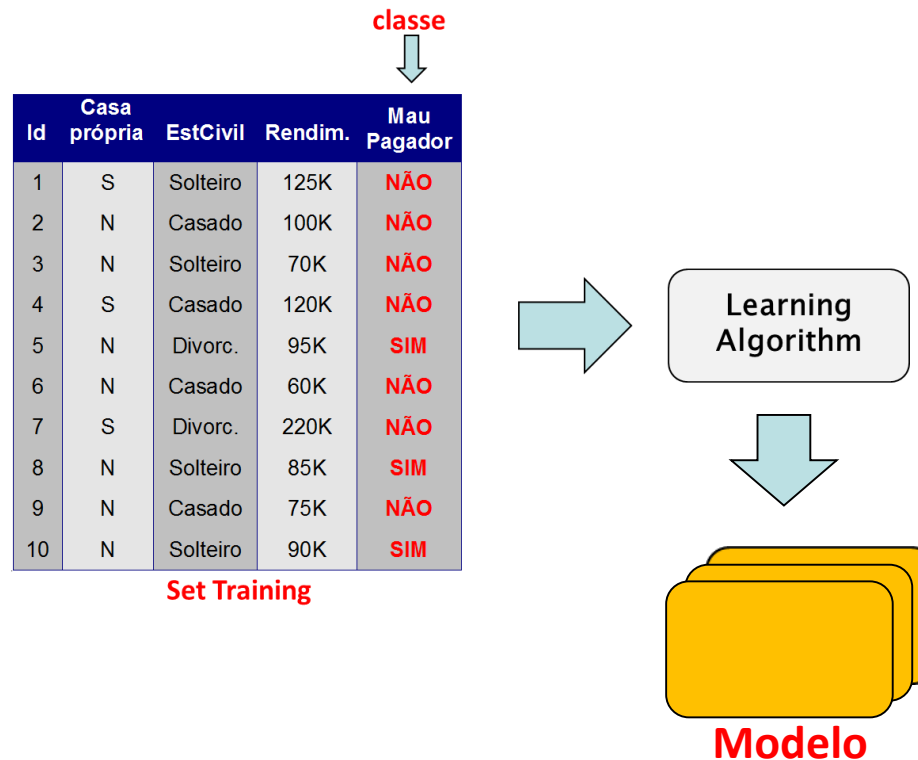 classe
Id Casa própria EstCivil Rendim. Mau Pagador
1 S Solteiro 125K NÃO
2 N Casado 100K NÃO
3 N Solteiro 70K NÃO
4 S Casado 120K NÃO
5 N Divorc. 95K SIM
6 N Casado 60K NÃO
7 S Divorc. 220K NÃO
8 N Solteiro 85K SIM
9 N Casado 75K NÃO
10 N Solteiro 90K SIM
Set Training
Learning
Algorithm
Modelo